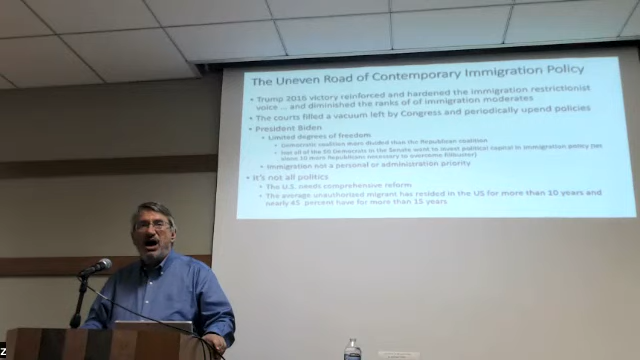 The Uneven Road of Contemporary Immigration Policy
• Trump 2016 victory reinforced and hardened the immigration restrictionist
voice ... and diminished the ranks of of immigration moderates
• The courts filled a vacuum left by Congress and periodically upend policies
• President Biden
• Limited degrees of freedom
• Democratic coalition more divided than the Republican coalition
• Not all of the 50 Democrats in the Senate want to invest political capital in immigration policy
10 more Republicans necessary to overcome filibuster)
• Immigration not a personal or administration priority
• It's not all politics
• The U.S. needs comprehensive reform
• The average unauthorized migrant has resided in the US for more than 10 years and
nearly 45 percent have for more than 15 years
Z